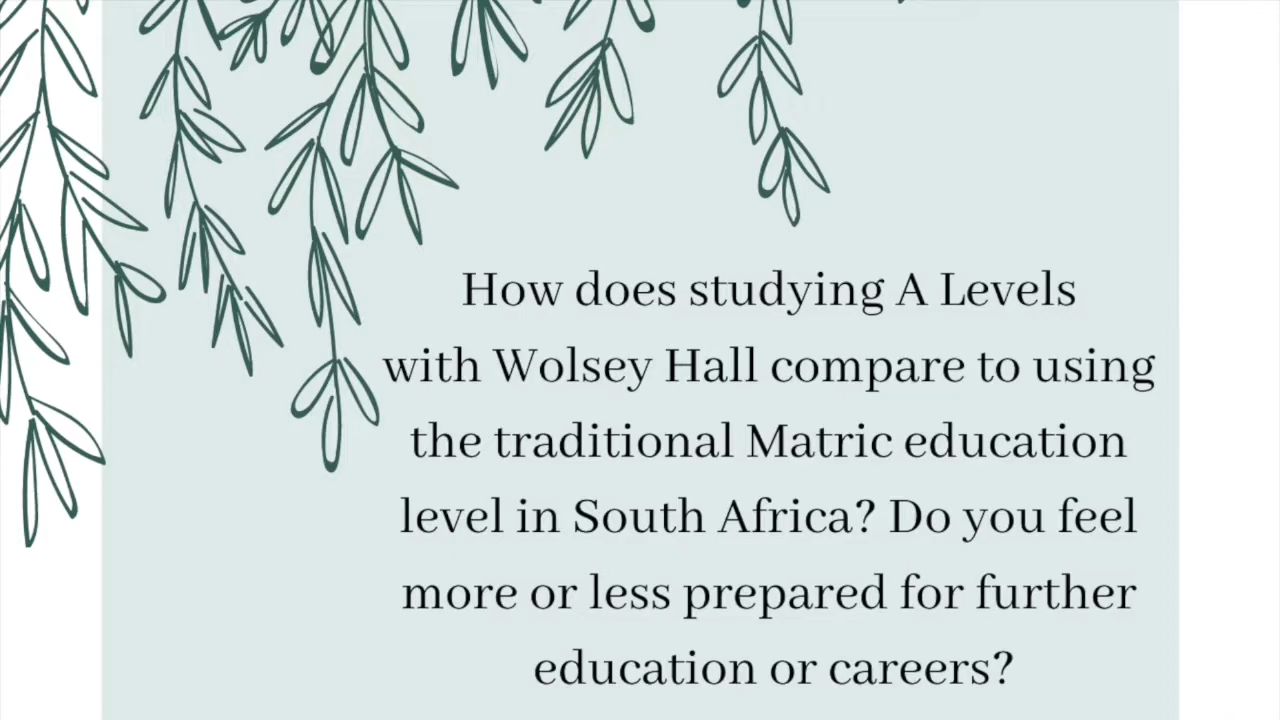 How does studying A Levels
with Wolsey Hall compare to using
the traditional Matric education
level in South Africa? Do you feel
more or less prepared for further
education or careers?